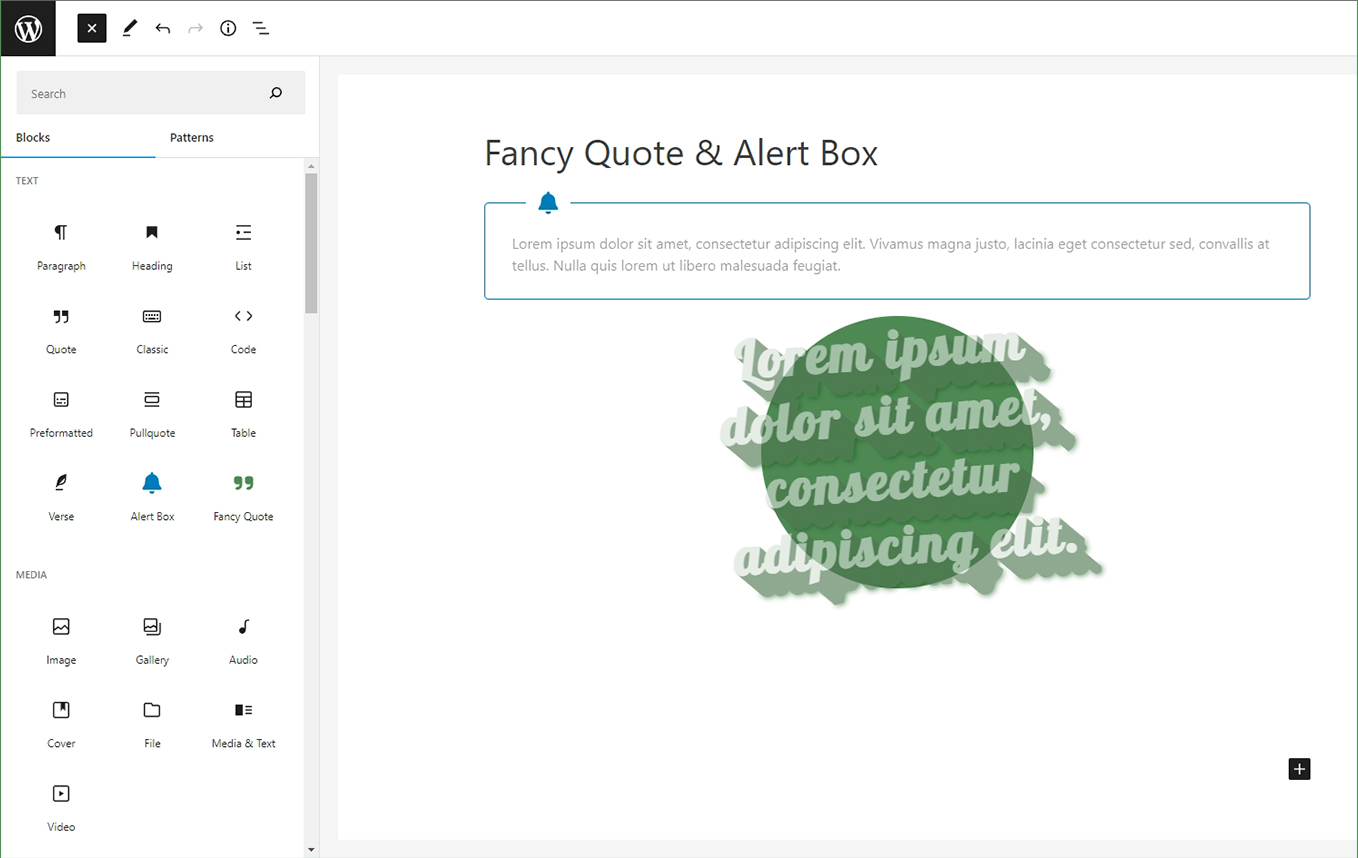 Search
Blocks Patterns
TEXT
Paragraph Heading List
Quote Classic Code
Preformatted Pullquote Table
Verse Alert Box Fancy Quote
MEDIA
Image Gallery Audio
Cover File Media & Text
Video
Fancy Quote & Alert Box
Lorem ipsum dolor sit amet, consectetur adipiscing elit. Vivamus magna justo, lacinia eget consectetur sed, convallis at
tellus. Nulla quis lorem ut libero malesuada feugiat.
Lorem ipsum
dolor sit amet,
consectetur
adipiscing elit.